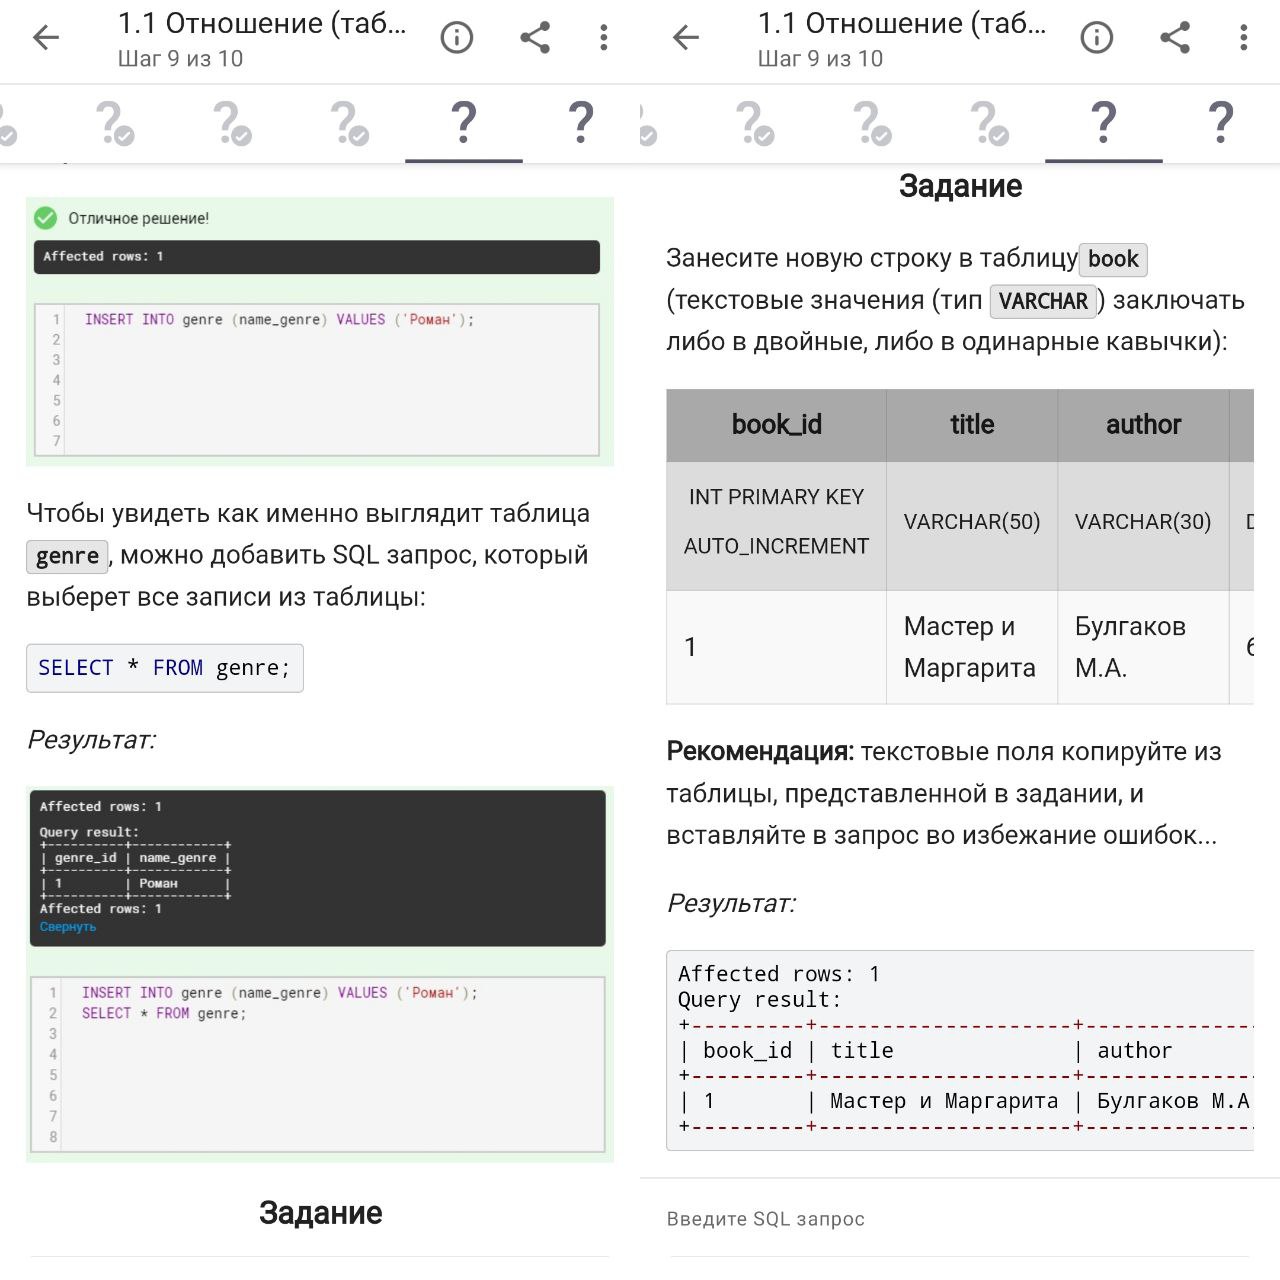 1.1 Отношение (таб...
Шаг 9 из 10
Отличное решение!
Affected rows: 1
1 INSERT INTO genre (name_genre) VALUES ('Роман');
2
3
4
5
6
7
Чтобы увидеть как именно выглядит таблица
genre, можно добавить SQL запрос, который
выберет все записи из таблицы:
SELECT * FROM genre;
Результат:
Affected rows: 1
Query result:
+----------+------------+
| genre_id | name_genre |
+----------+------------+
| 1 | Роман |
+----------+------------+
Affected rows: 1
Свернуть
1 INSERT INTO genre (name_genre) VALUES ('Роман');
2 SELECT * FROM genre;
3
4
5
6
7
8
Задание
1.1 Отношение (таб...
Шаг 9 из 10
Задание
Занесите новую строку в таблицу book
(текстовые значения (тип VARCHAR) заключать
либо в двойные, либо в одинарные кавычки):
book_id title author
INT PRIMARY KEY
AUTO_INCREMENT VARCHAR(50) VARCHAR(30)
1 Мастер и Маргарита Булгаков М.А.
Рекомендация: текстовые поля копируйте из
таблицы, представленной в задании, и
вставляйте в запрос во избежание ошибок...
Результат:
Affected rows: 1
Query result:
+---------+--------------------+-------------
| book_id | title | author
+---------+--------------------+-------------
| 1 | Мастер и Маргарита | Булгаков М.А
+---------+--------------------+-------------
Введите SQL запрос